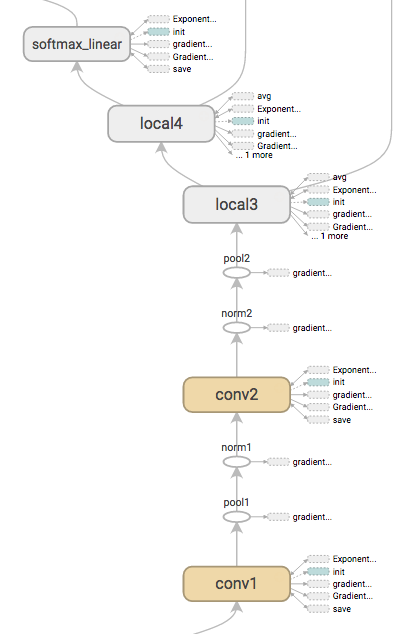 softmax_linear
Exponent...
init
gradient...
Gradient...
save
local4
avg
Exponent...
init
gradient...
Gradient...
... 1 more
local3
avg
Exponent...
init
gradient...
Gradient...
... 1 more
pool2
gradient...
norm2
gradient...
conv2
Exponent...
init
gradient...
Gradient...
save
norm1
gradient...
pool1
gradient...
conv1
Exponent...
init
gradient...
Gradient...
save